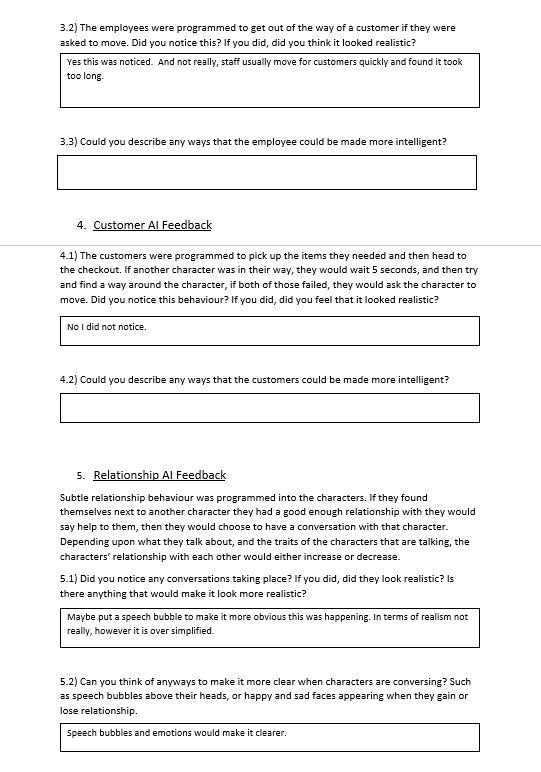 3.2) The employees were programmed to get out of the way of a customer if they were
asked to move. Did you notice this? If you did, did you think it looked realistic?
Yes this was noticed.  And not really, staff usually move for customers quickly and found it took
too long.
3.3) Could you describe any ways that the employee could be made more intelligent?
4. Customer AI Feedback
4.1) The customers were programmed to pick up the items they needed and then head to
the checkout. If another character was in their way, they would wait 5 seconds, and then try
and find a way around the character, if both of those failed, they would ask the character to
move. Did you notice this behaviour? If you did, did you feel that it looked realistic?
No I did not notice.
4.2) Could you describe any ways that the customers could be made more intelligent?
5. Relationship AI Feedback
Subtle relationship behaviour was programmed into the characters. If they found
themselves next to another character they had a good enough relationship with they would
say help to them, then they would choose to have a conversation with that character.
Depending upon what they talk about, and the traits of the characters that are talking, the
characters’ relationship with each other would either increase or decrease.
5.1) Did you notice any conversations taking place? If you did, did they look realistic? Is
there anything that would make it look more realistic?
Maybe put a speech bubble to make it more obvious this was happening. In terms of realism not
really, however it is over simplified.
5.2) Can you think of anyways to make it more clear when characters are conversing? Such
as speech bubbles above their heads, or happy and sad faces appearing when they gain or
lose relationship.
Speech bubbles and emotions would make it clearer.